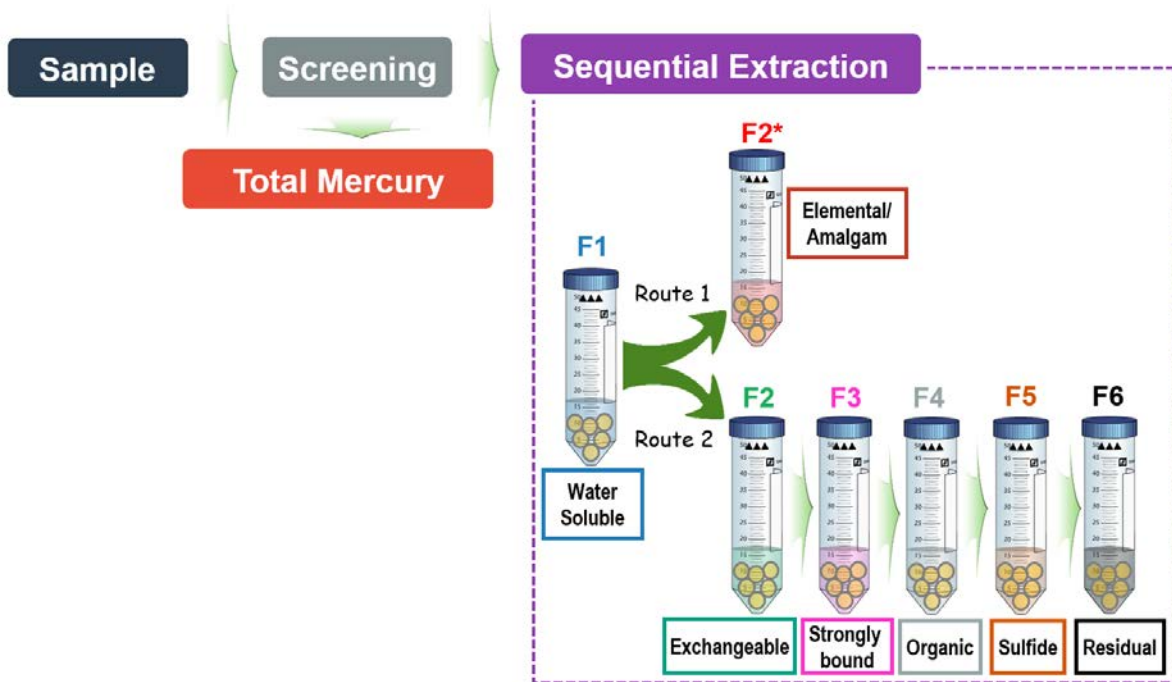 Sample
Screening
Sequential Extraction
Total Mercury
F2*
Elemental/
Amalgam
F1
Route 1
Route 2
Water
Soluble
F2
F3
F4
F5
F6
Exchangeable
Strongly
bound
Organic
Sulfide
Residual